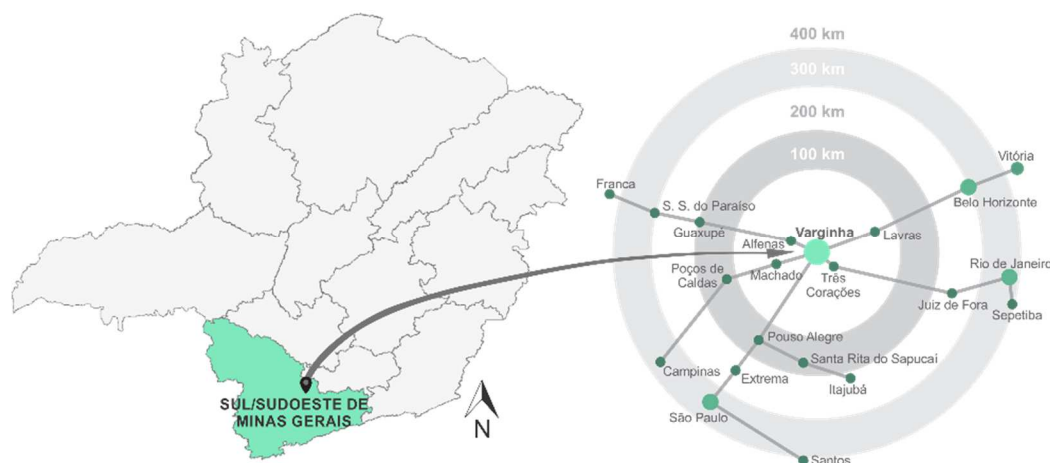 SUL/SUDOESTE DE
MINAS GERAIS
N
400 km
300 km
200 km
100 km
Vitória
Belo Horizonte
Franca
S. S. do Paraíso
Guaxupé
Alfenas
Varginha
Lavras
Poços de
Caldas
Machado
Três
Corações
Rio de Janeiro
Juiz de Fora
Sepetiba
Pouso Alegre
Santa Rita do Sapucai
Itajubá
Campinas
Extrema
São Paulo
Santos